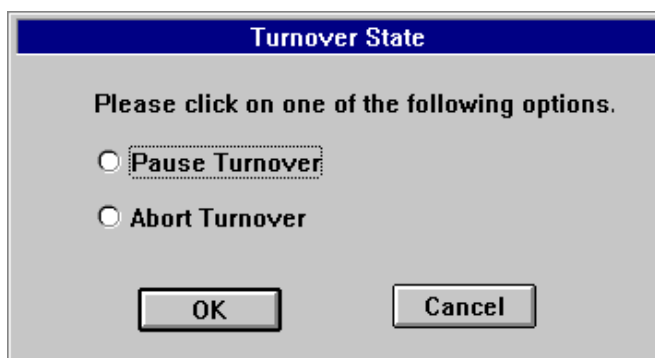 Turnover State
Please click on one of the following options.
Pause Turnover
Abort Turnover
OK Cancel